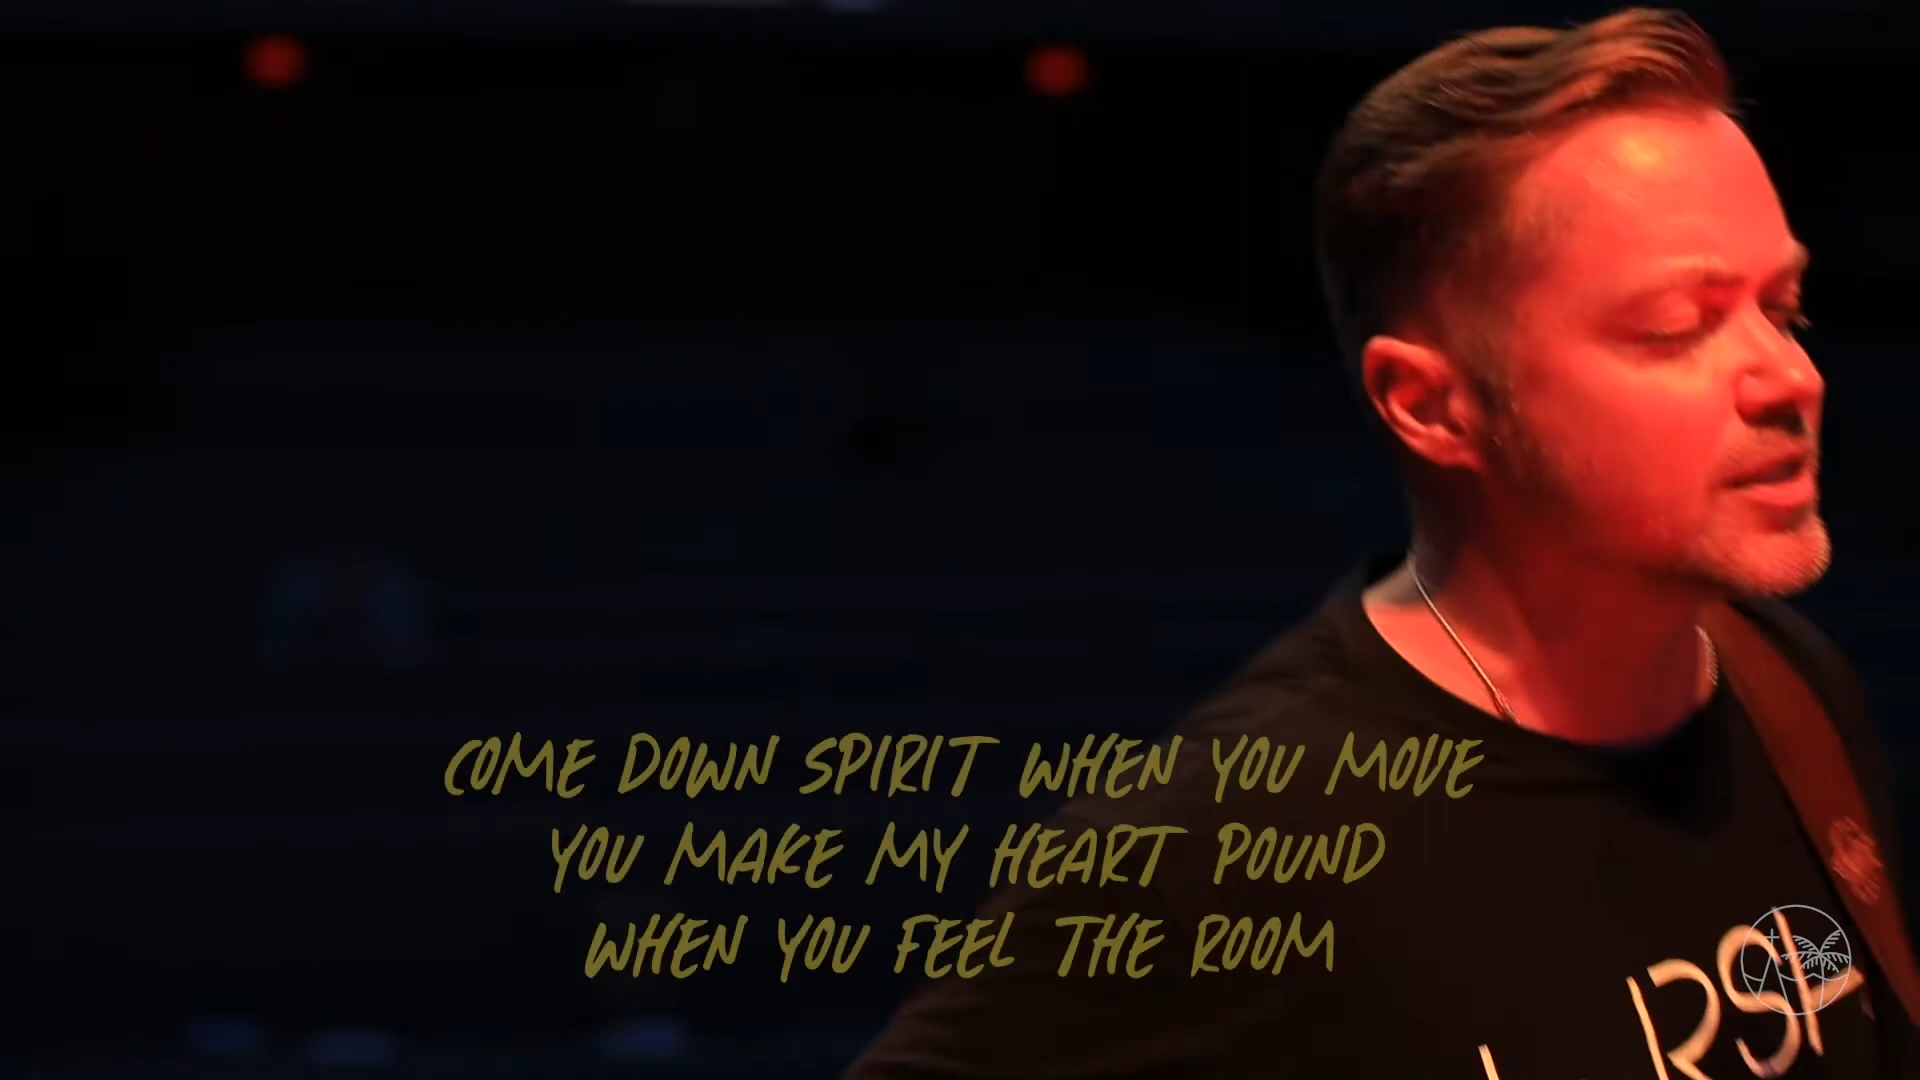 COME DOWN SPIRIT WHEN YOU MOVE
YOU MAKE MY HEART POUND
WHEN YOU FEEL THE ROOM